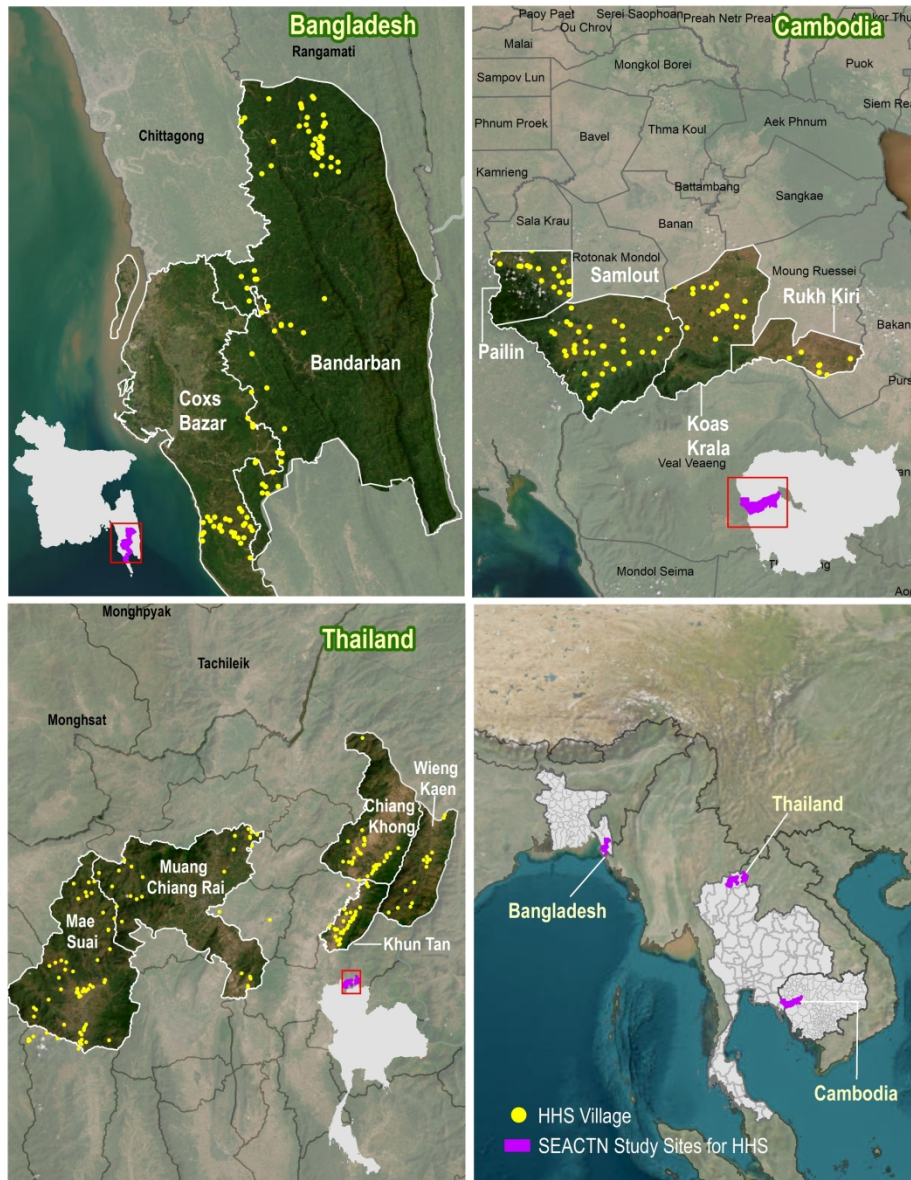 Bangladesh
Rangamati
Chittagong
Bandarban
Coxs
Bazar
Cambodia
Paoy Paet
Serei Saophoan
Preah Netr Preah
Ou Chrov
Malai
Mongkol Borei
Puok
Sampov Lun
Siem Rea
Phnum Proek
Bavel
Thma Koul
Aek Phnum
Kamrieng
Battambang
Sangkae
Sala Krau
Banan
Rotonak Mondol
Samlout
Moung Ruessei
Rukh Kiri
Bakan
Pailin
Purs
Koas
Krala
Veal Veaeng
Mondol Seima
Thailand
Monghpyak
Tachileik
Monghsat
Wieng
Kaen
Chiang
Khong
Muang
Chiang Rai
Mae
Suai
Khun Tan
Thailand
Bangladesh
Cambodia
HHS Village
SEACTN Study Sites for HHS